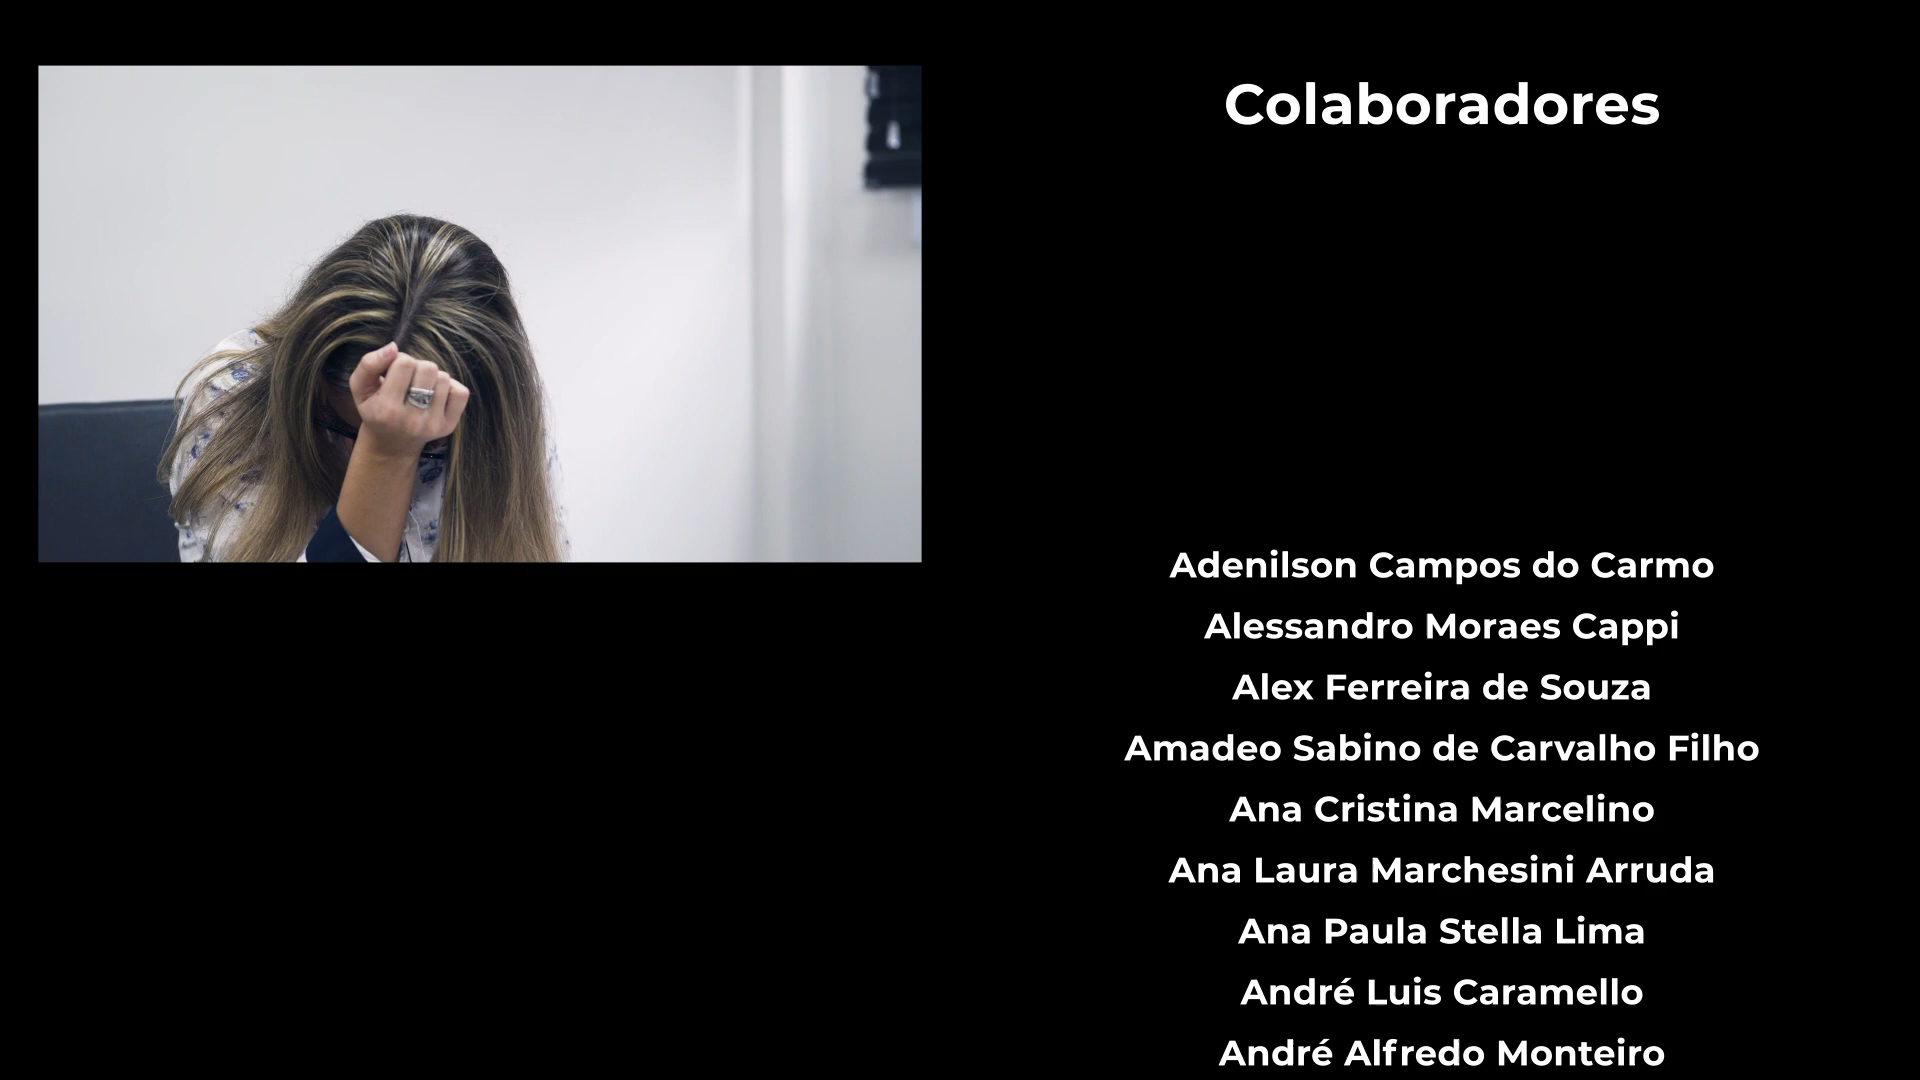 Colaboradores
Adenilson Campos do Carmo
Alessandro Moraes Cappi
Alex Ferreira de Souza
Amadeo Sabino de Carvalho Filho
Ana Cristina Marcelino
Ana Laura Marchesini Arruda
Ana Paula Stella Lima
André Luis Caramello
André Alfredo Monteiro